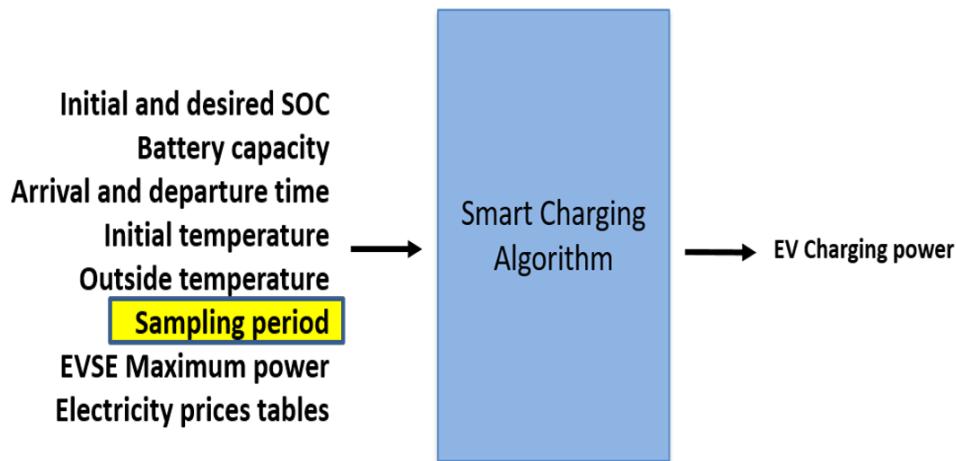 Initial and desired SOC
Battery capacity
Arrival and departure time
Initial temperature
Outside temperature
Sampling period
EVSE Maximum power
Electricity prices tables
Smart Charging
Algorithm
EV Charging power